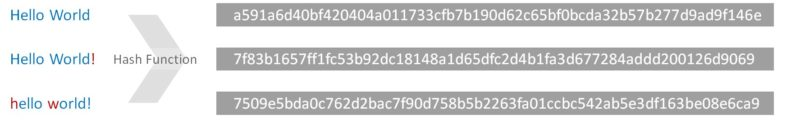 Hello World a591a6d40bf420404a011733cfb7b190d62c65bf0bcda32b57b277d9ad9f146e
Hello World! Hash Function 7f83b1657ff1fc53b92dc18148a1d65dfc2d4b1fa3d677284addd200126d9069
hello world! 7509e5bda0c762d2bac7f90d758b5b2263fa01ccbc542ab5e3df163be08e6ca9